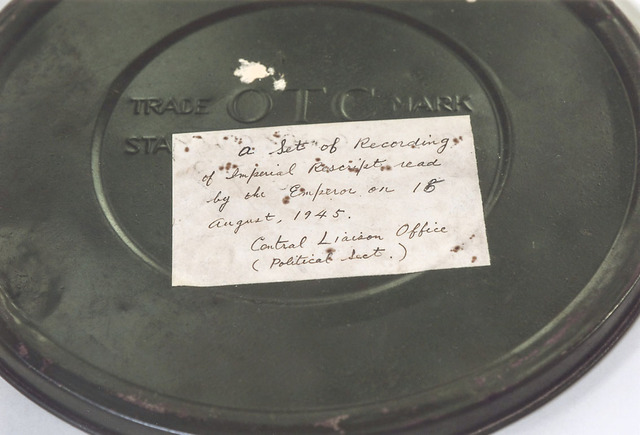 TRADE OTC MARK
STA
a Set of Recording
of Imperial Rescript read
by the Emperor on 15
August, 1945.
Central Liaison Office
( Political Sect. )